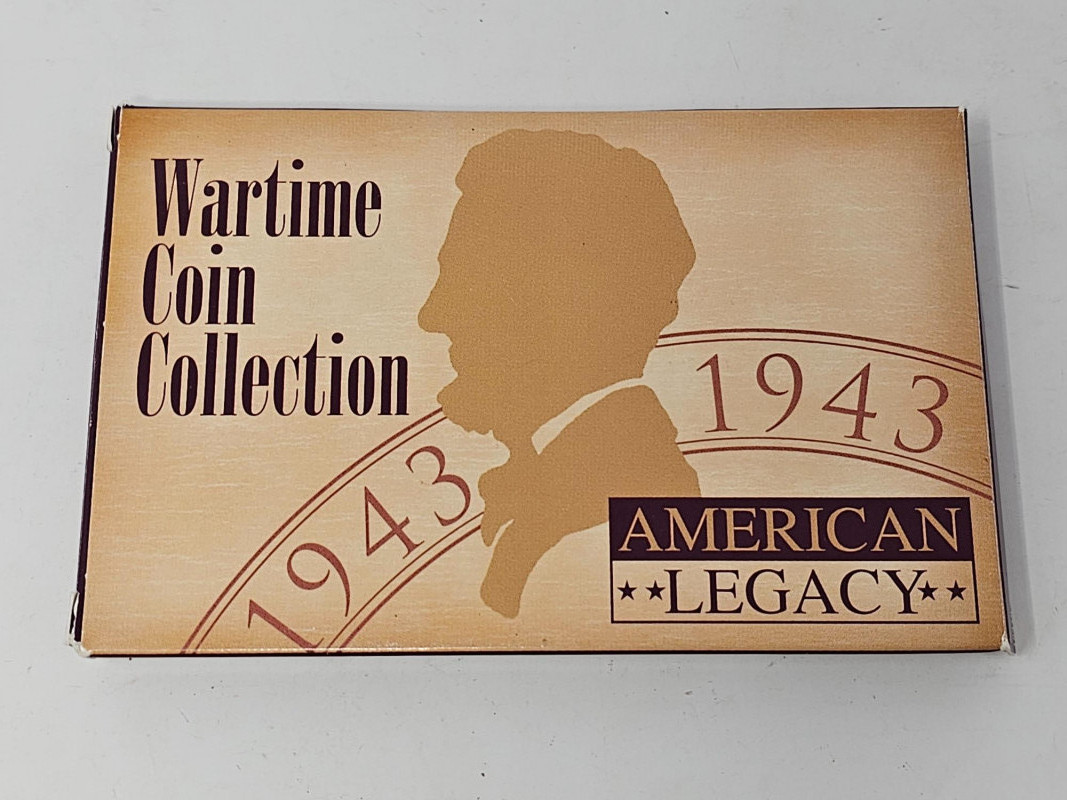 Wartime
Coin
Collection
1943
1943
AMERICAN
★★LEGACY★★